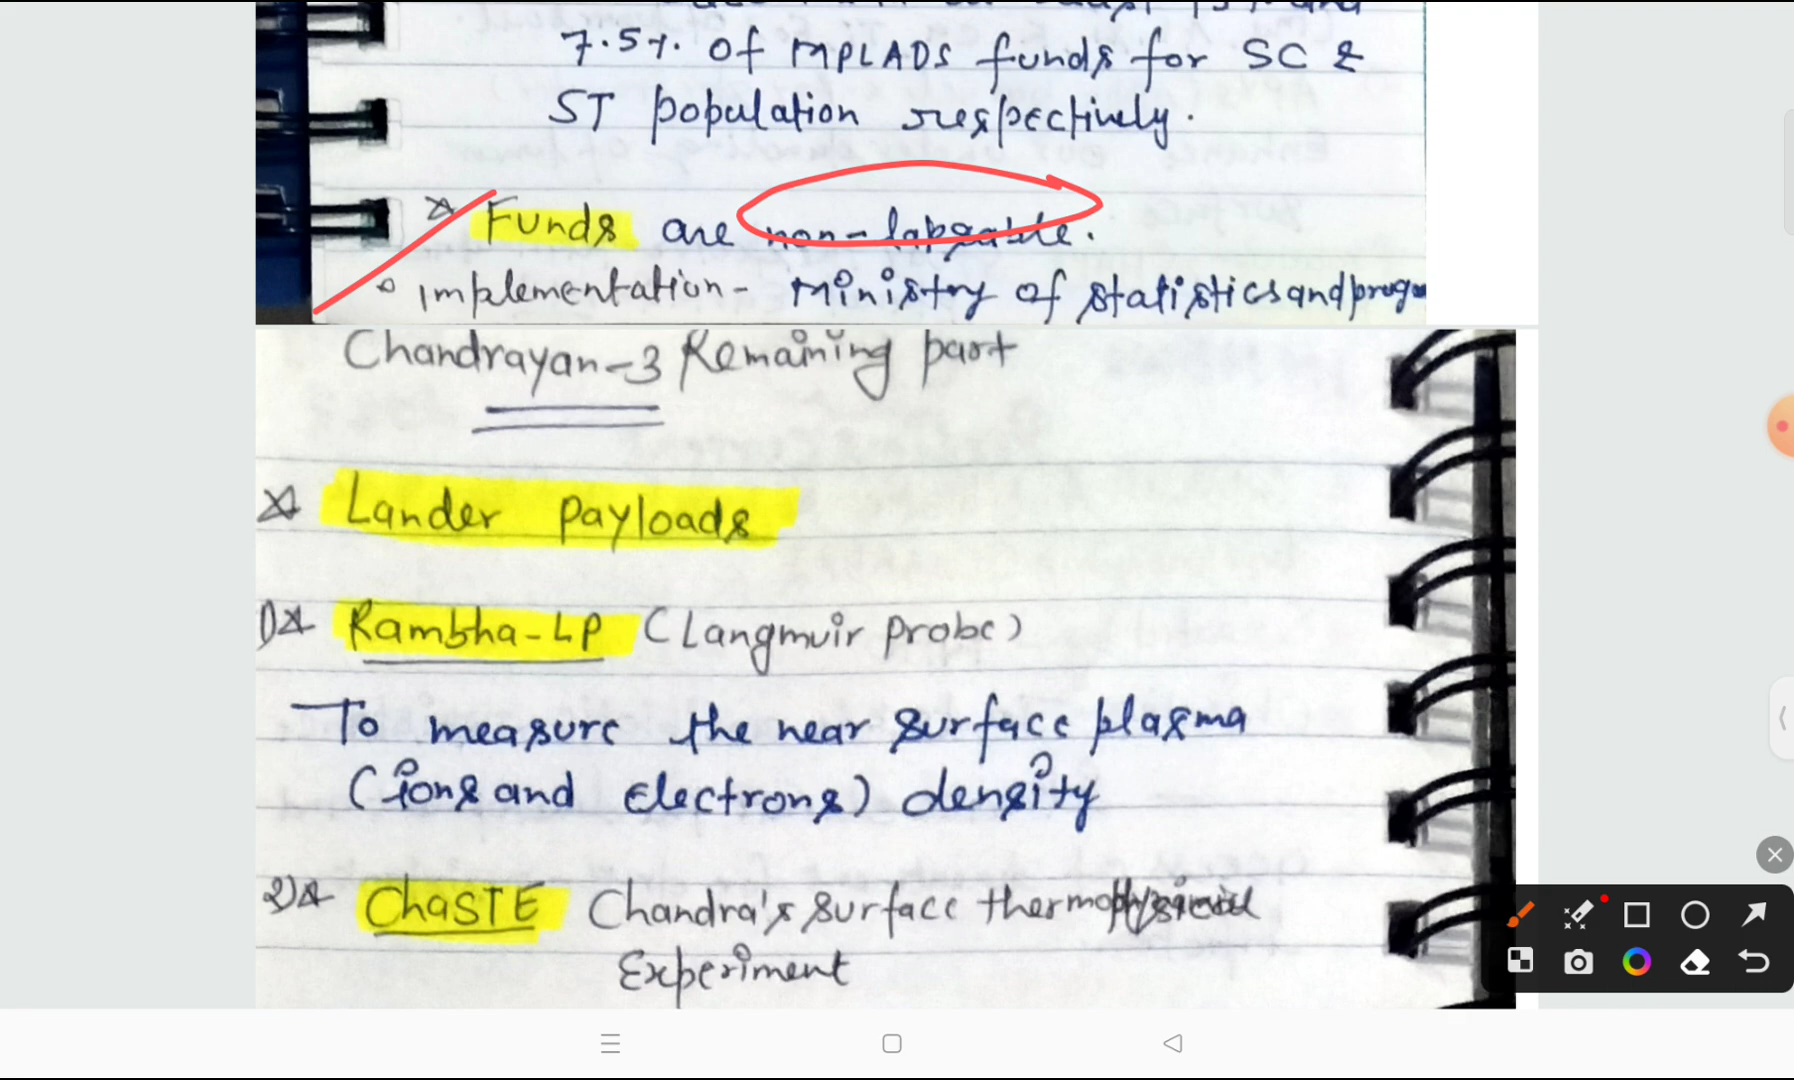 7.5%. of MPLADS funds for SC &
ST population respectively.
Funds are non-lapsable.
implementation - Ministry of statistics and progr
Chandrayan-3 Remaining part
Lander payloads
1) Rambha-LP (Langmuir probe)
To measure the near surface plasma
(ions and electrons) density
2) ChaSTE Chandra's surface thermophysical
Experiment